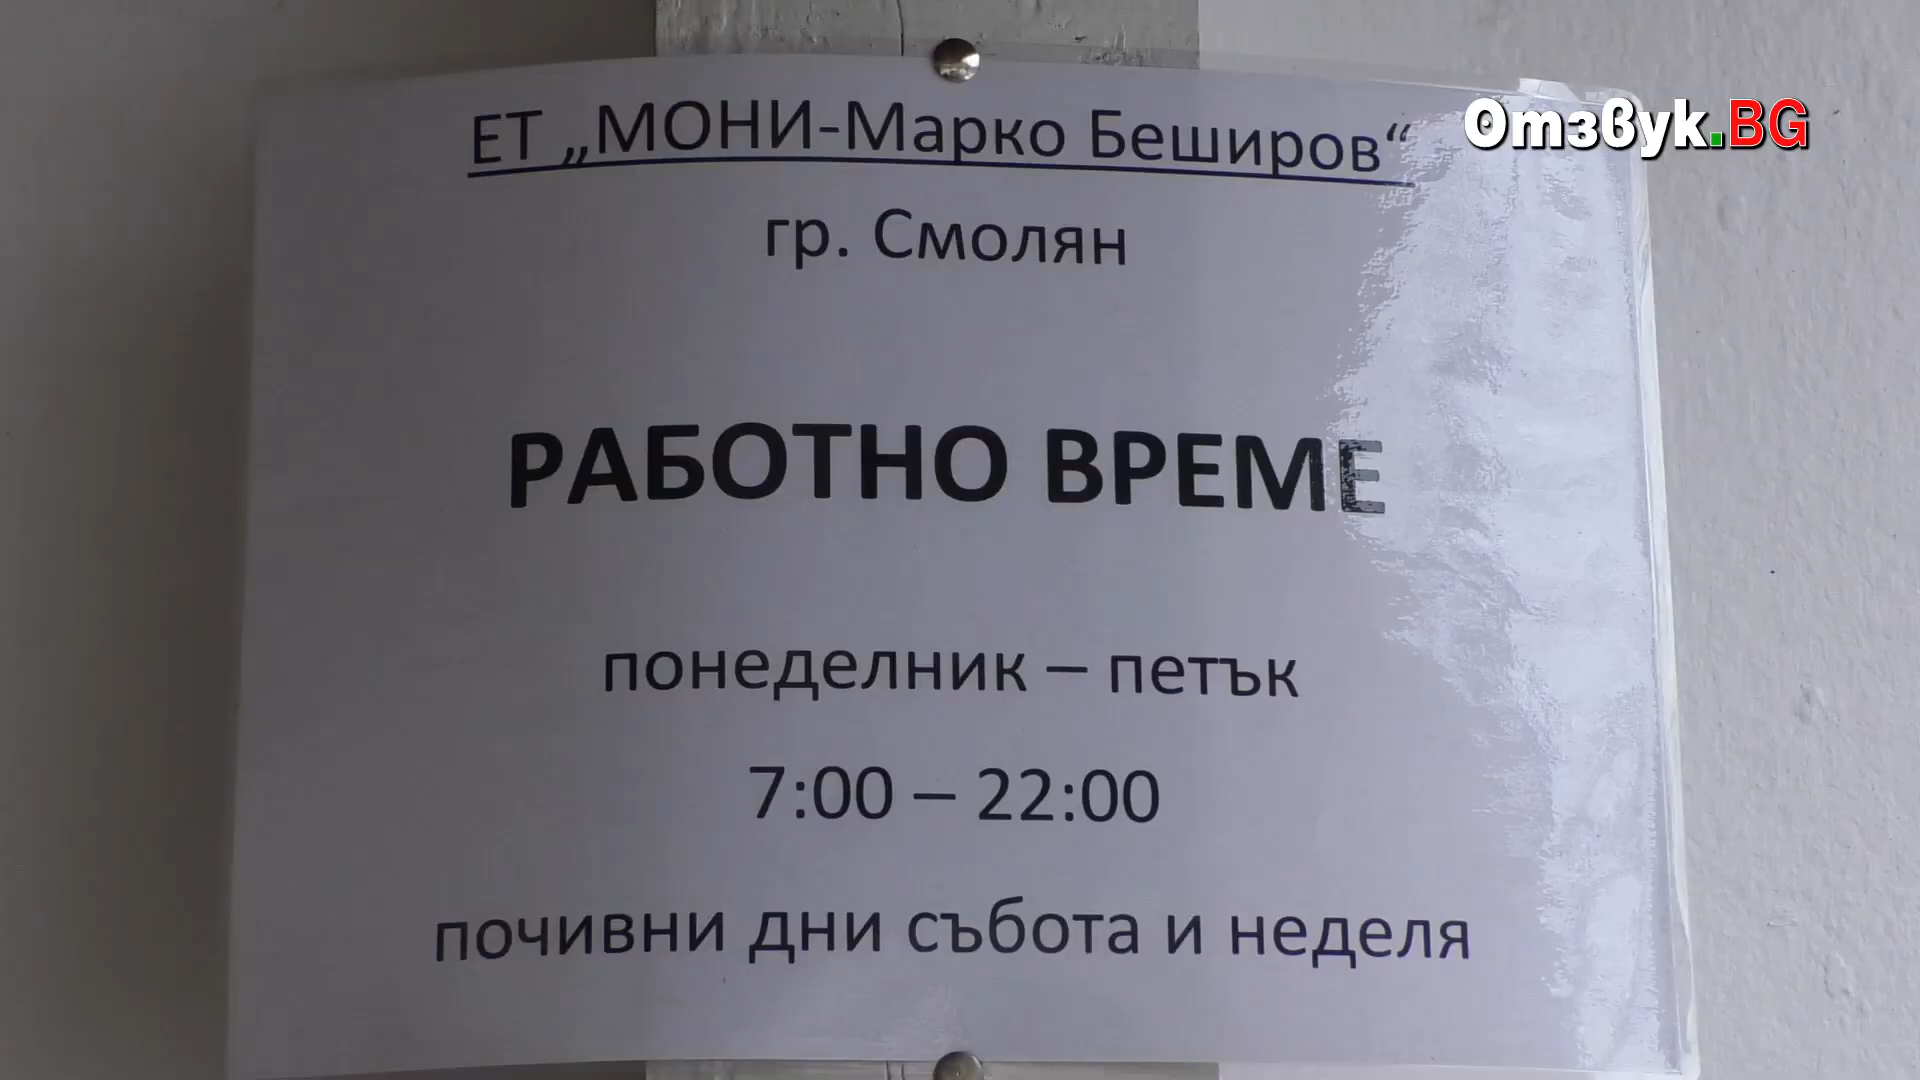 ЕТ „МОНИ-Марко Беширов“
Отзвук.BG
гр. Смолян
РАБОТНО ВРЕМЕ
понеделник – петък
7:00 – 22:00
почивни дни събота и неделя